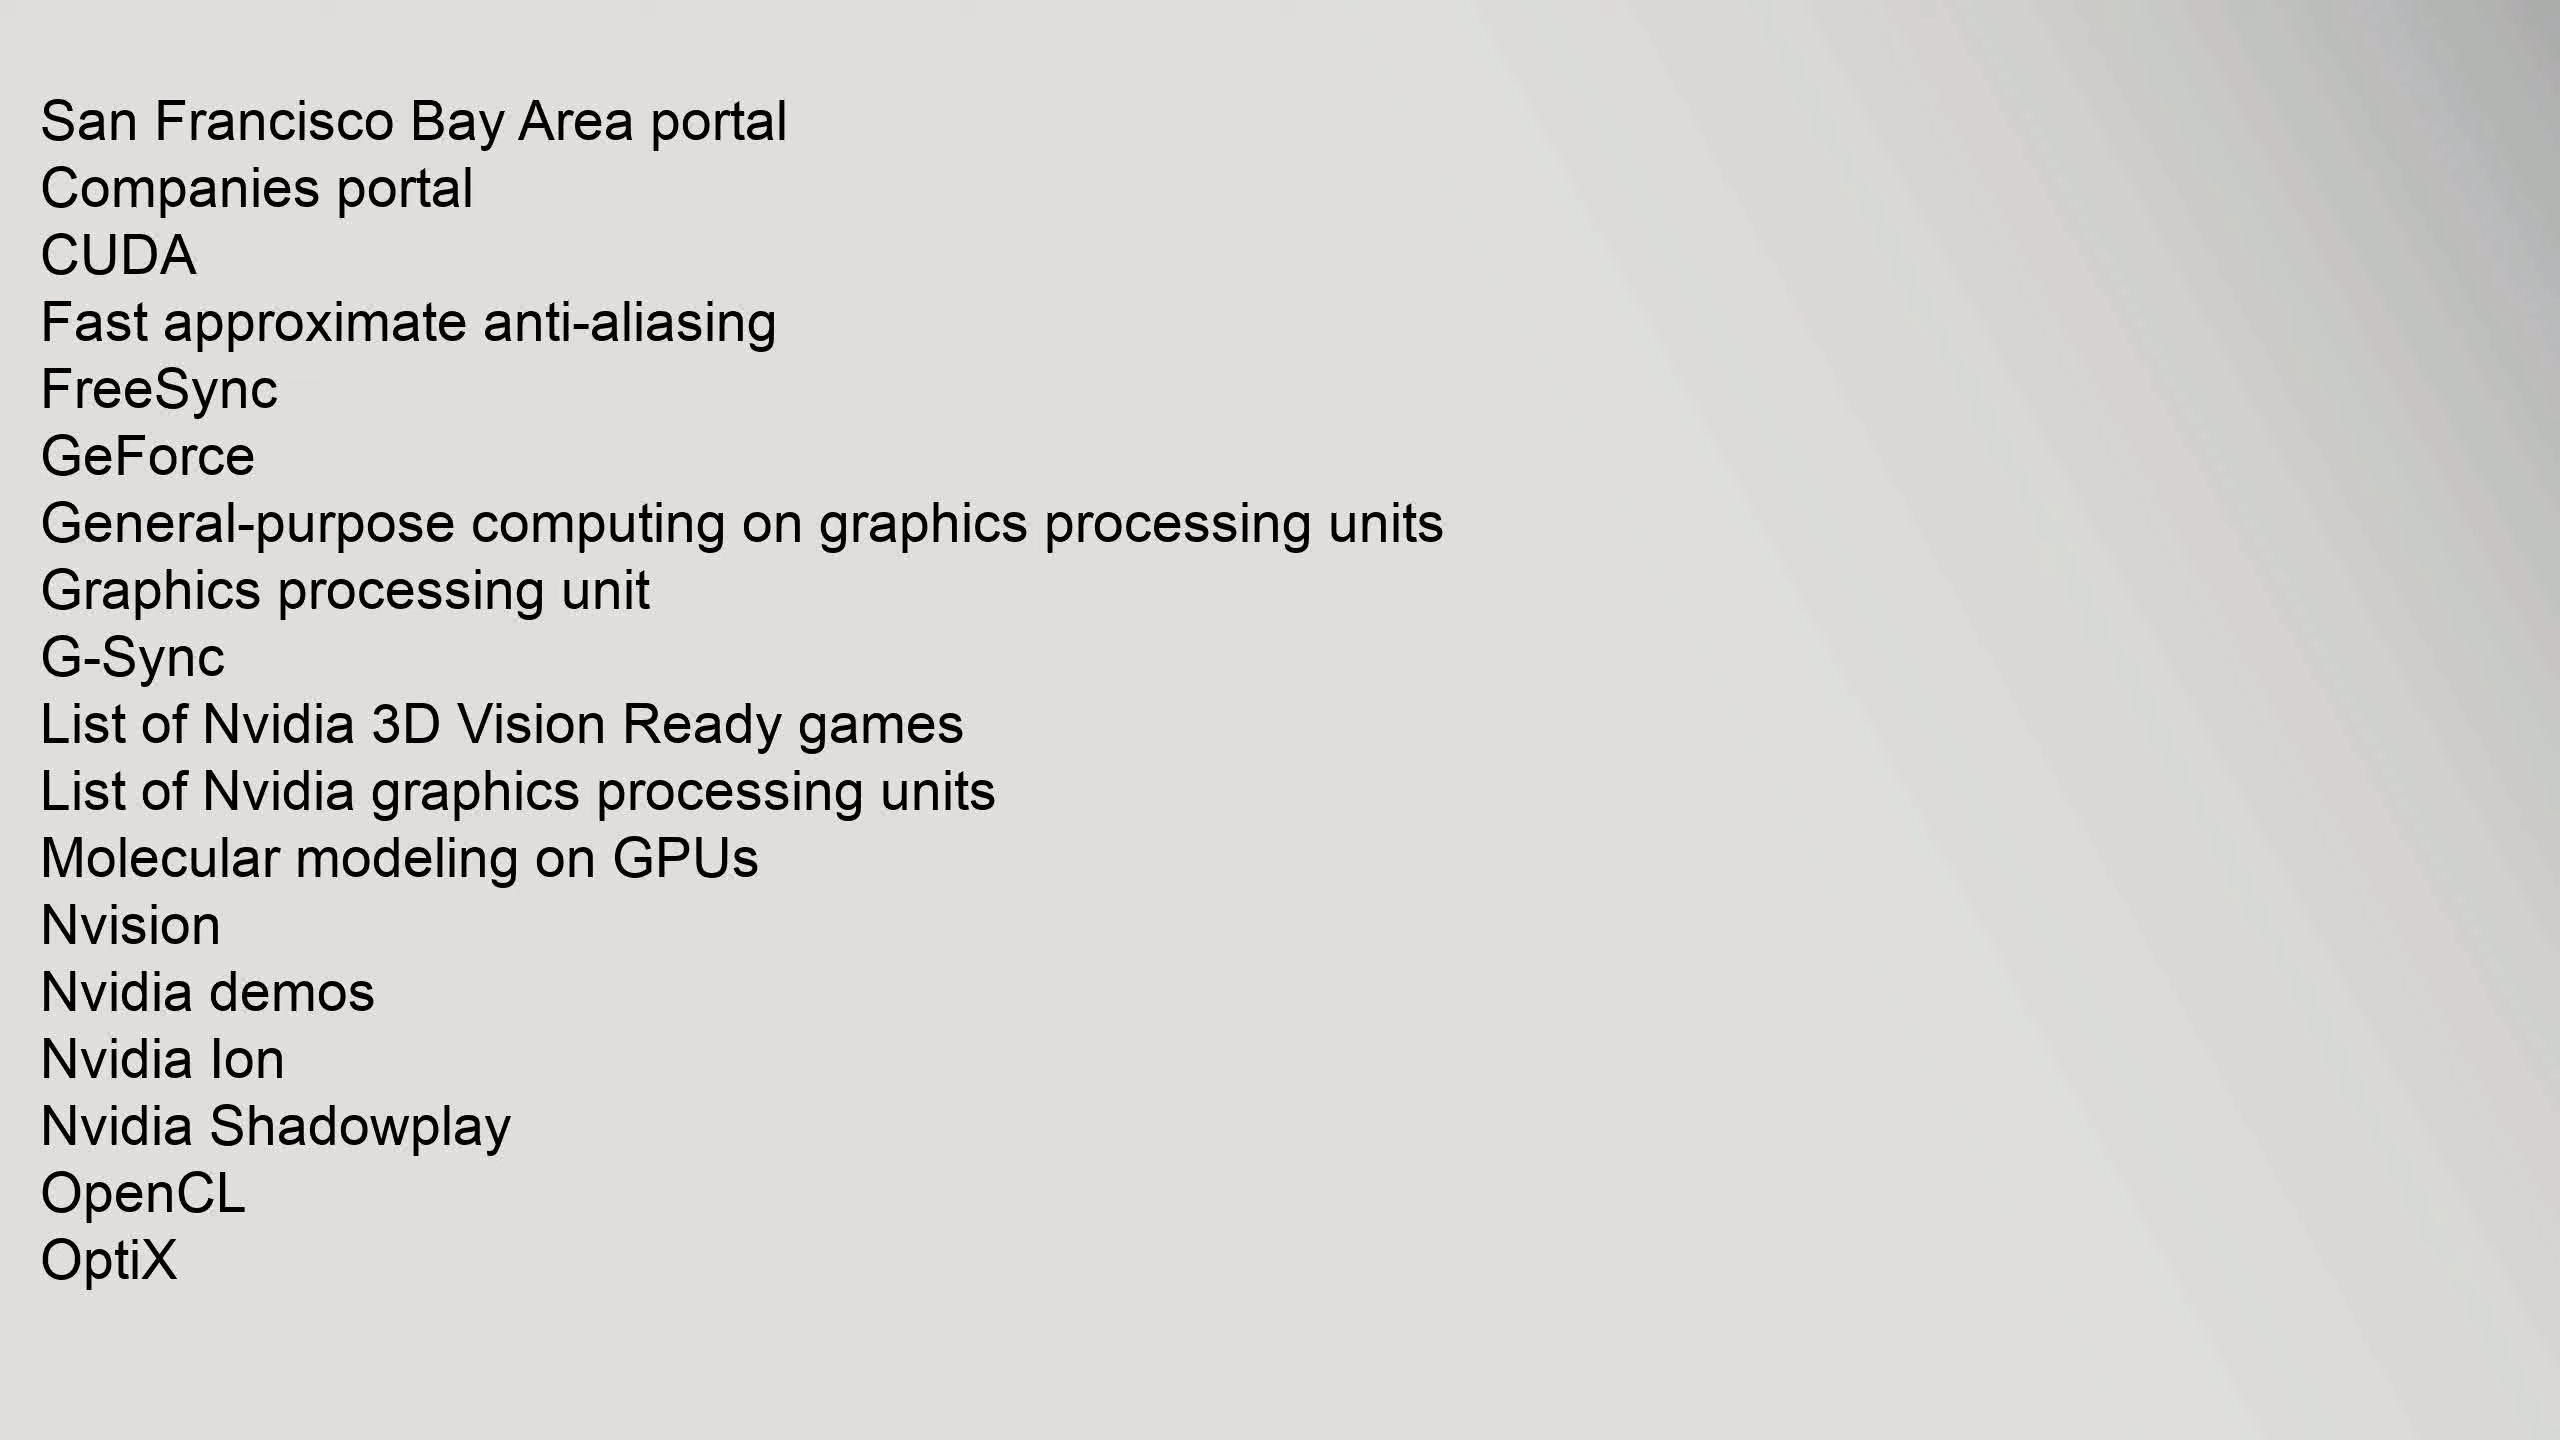 San Francisco Bay Area portal
Companies portal
CUDA
Fast approximate anti-aliasing
FreeSync
GeForce
General-purpose computing on graphics processing units
Graphics processing unit
G-Sync
List of Nvidia 3D Vision Ready games
List of Nvidia graphics processing units
Molecular modeling on GPUs
Nvision
Nvidia demos
Nvidia Ion
Nvidia Shadowplay
OpenCL
OptiX